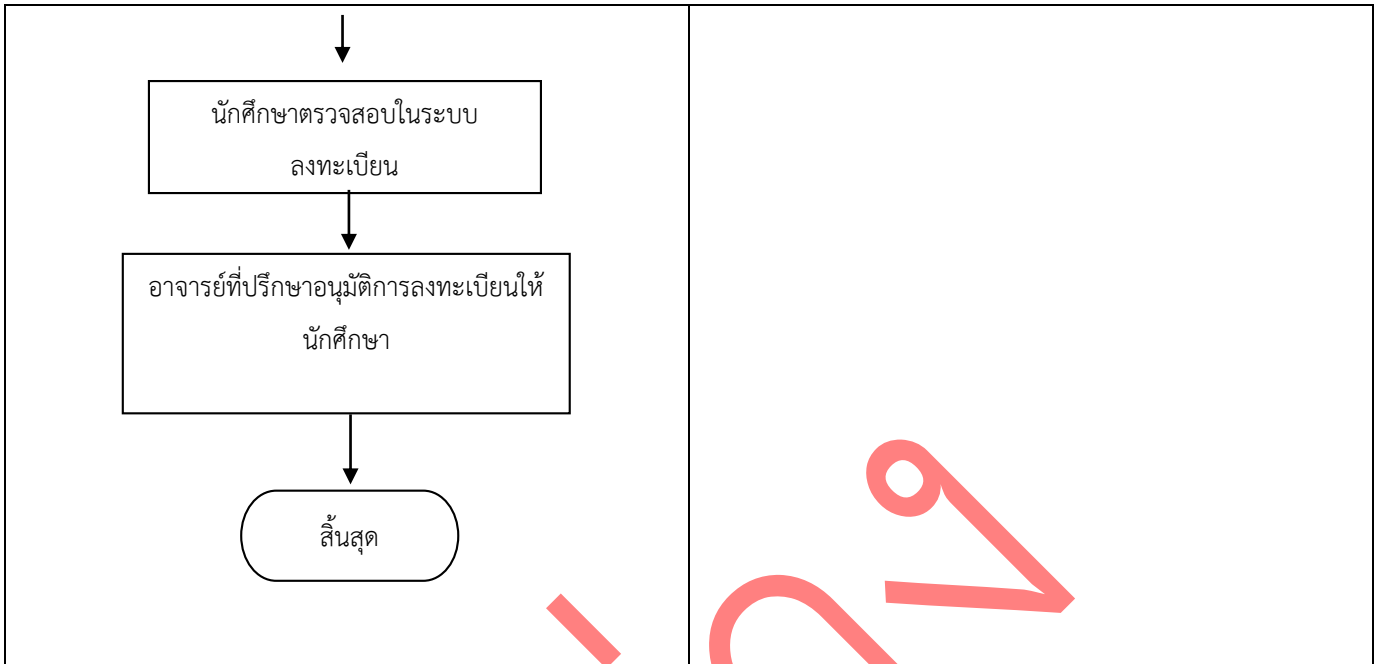 นักศึกษาตรวจสอบในระบบ
ลงทะเบียน
อาจารย์ที่ปรึกษาอนุมัติการลงทะเบียนให้
นักศึกษา
สิ้นสุด